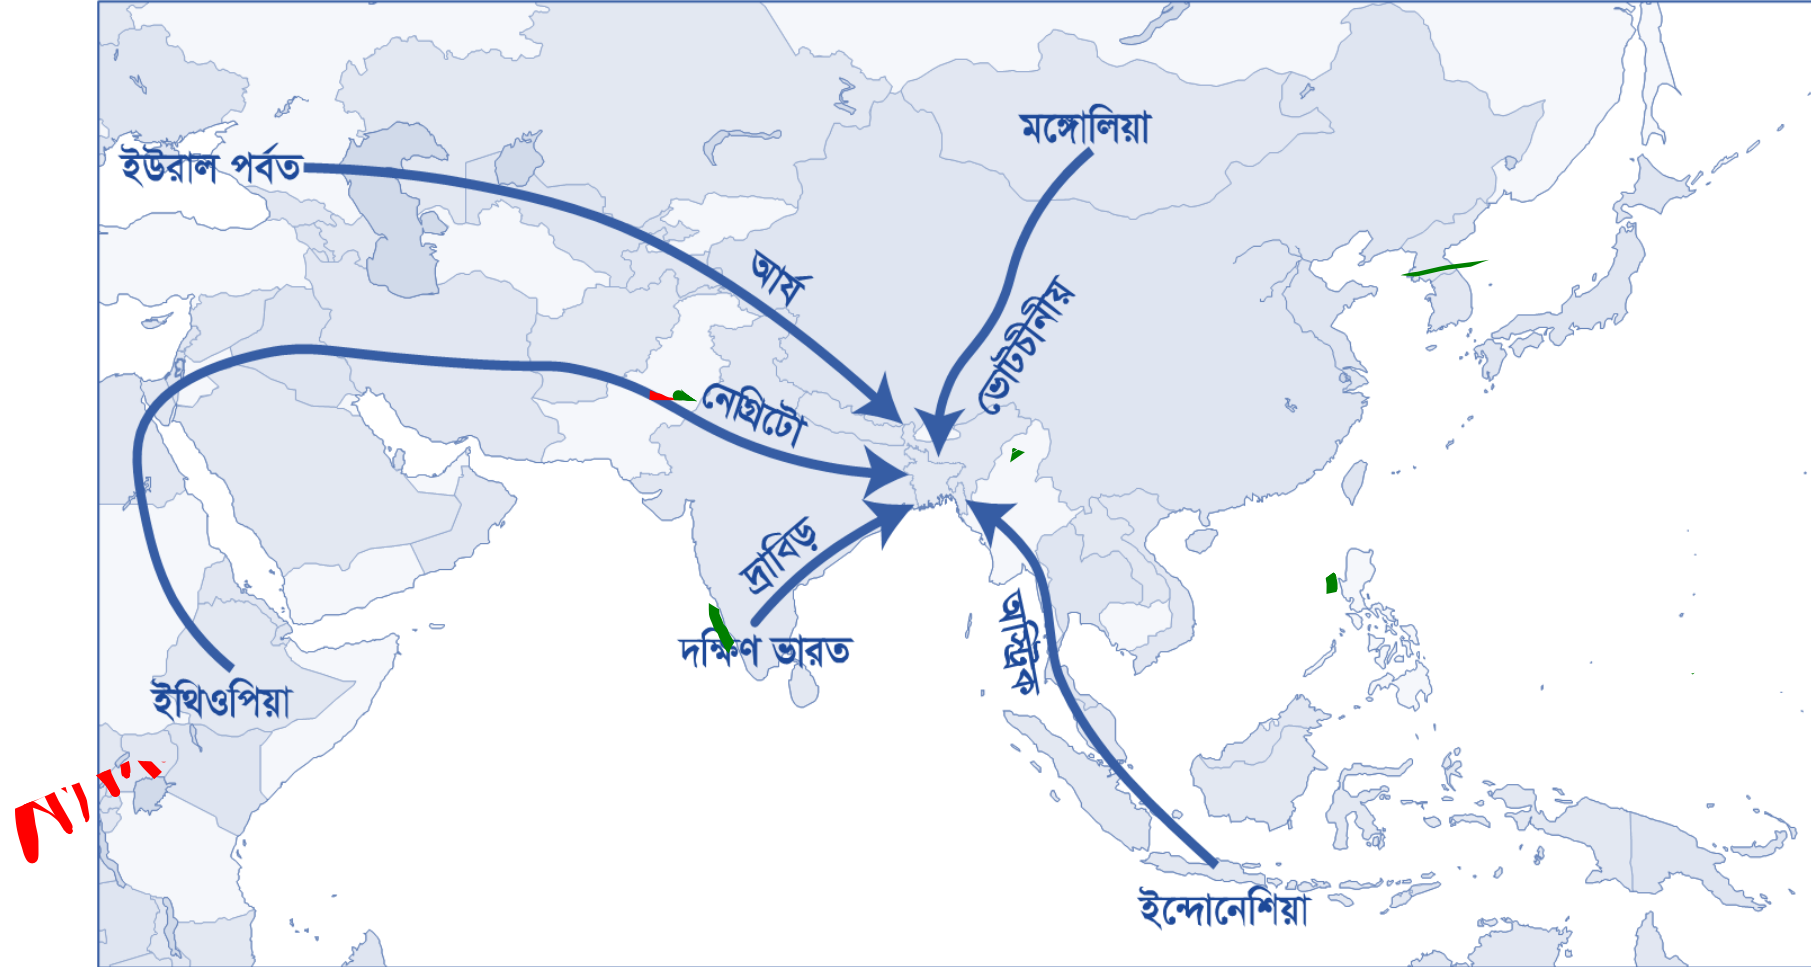 মঙ্গোলিয়া
ইউরাল পর্বত
আর্য
ভোটচীনীয়
নেগ্রিটো
দ্রাবিড়
অস্ট্রিক
দক্ষিণ ভারত
ইথিওপিয়া
ইন্দোনেশিয়া